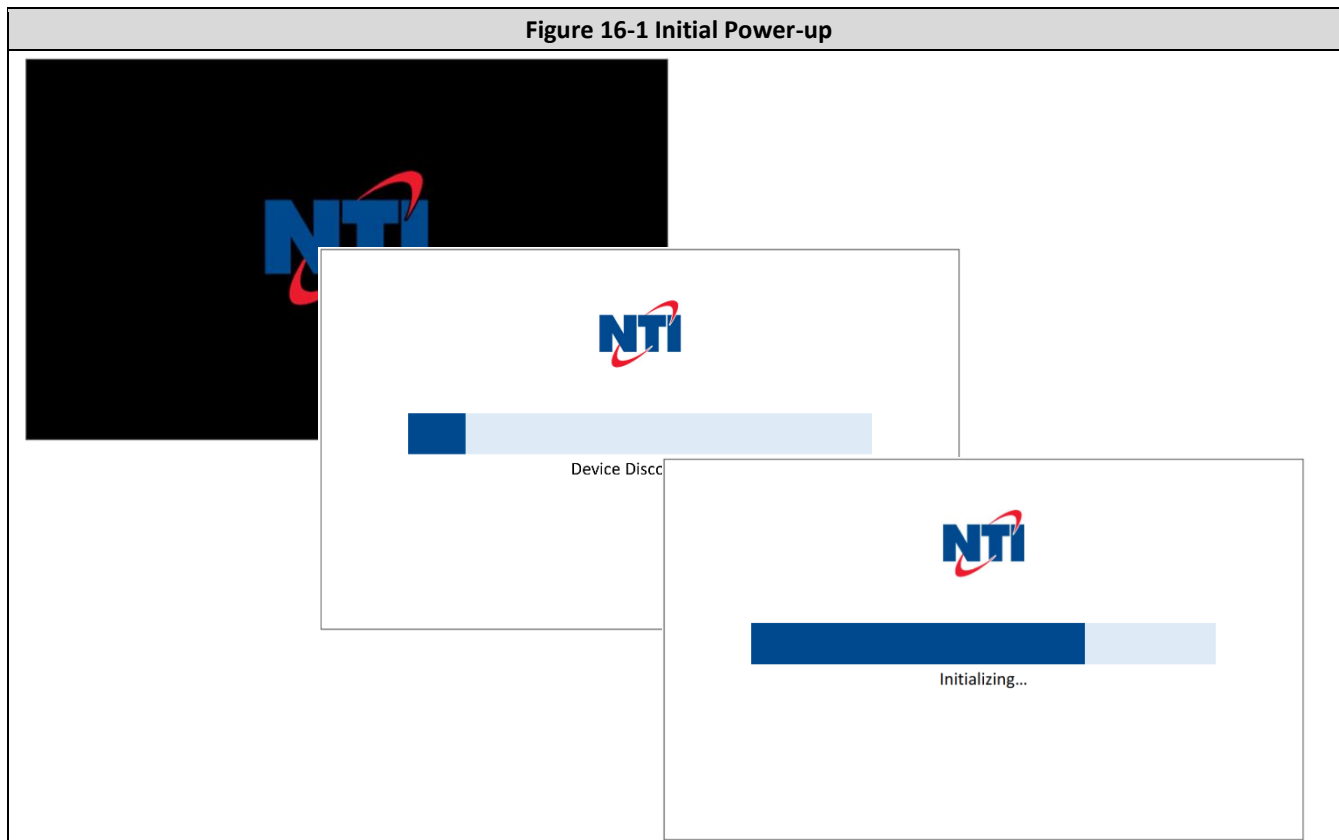 Figure 16-1 Initial Power-up
NTI
NTI
Device Disco
NTI
Initializing...